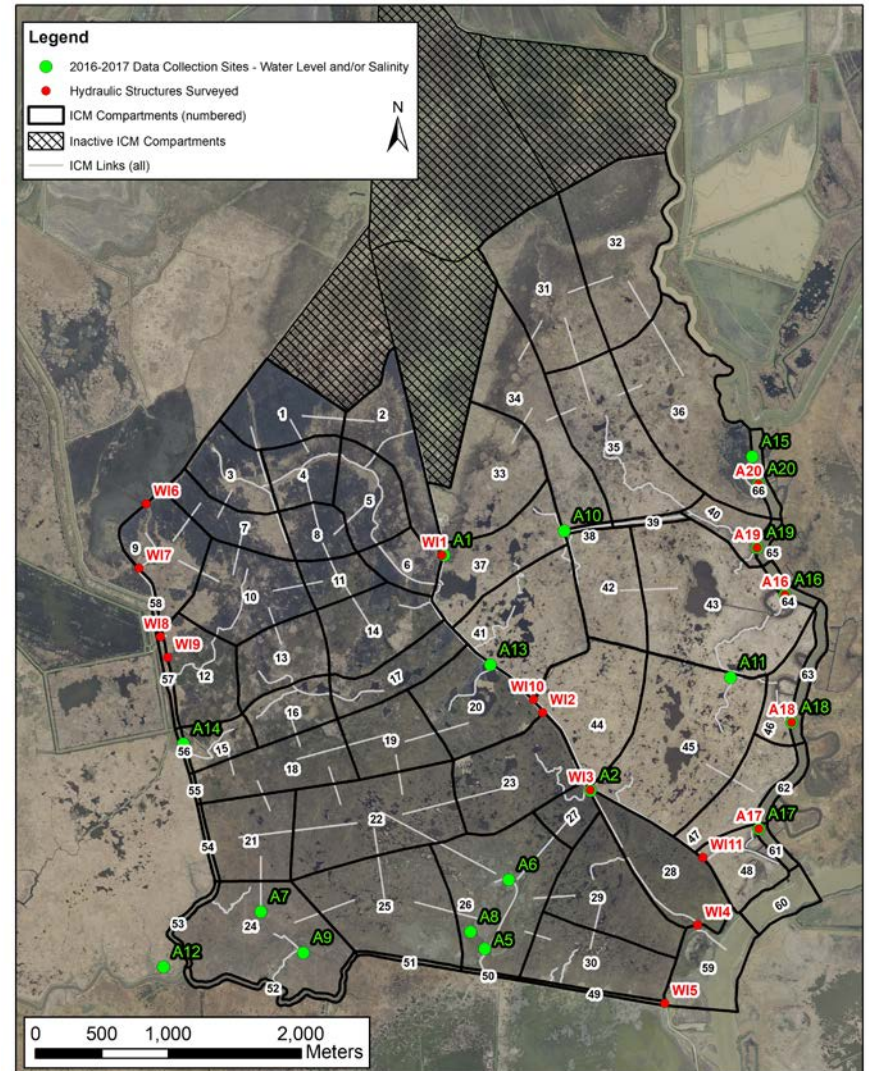 Legend
2016-2017 Data Collection Sites - Water Level and/or Salinity
Hydraulic Structures Surveyed
ICM Compartments (numbered)
Inactive ICM Compartments
ICM Links (all)
N
32
31
1
2
34
36
35
A15
3
4
33
A20
A20
66
5
WI6
40
7
8
A10
39
38
A19
A19
65
WI1
A1
9
WI7
6
37
11
42
A16
A16
64
10
43
58
14
WI8
41
WI9
13
A13
63
12
17
A11
57
20
WI10
WI2
16
46
A18
A18
44
A14
56
15
19
45
18
WI3
A2
62
55
23
27
22
A17
A17
54
21
47
61
WI11
28
48
A6
29
60
A7
26
24
25
53
A8
WI4
A5
A9
A12
51
30
59
50
52
49
WI5
0 500 1,000 2,000
Meters